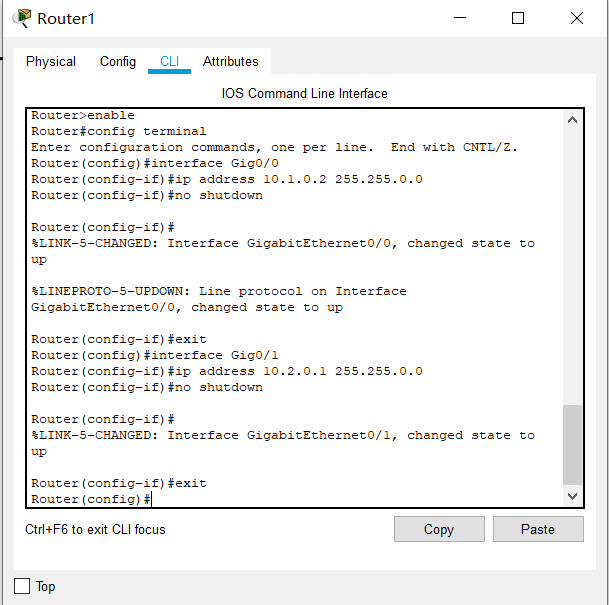 Router1
Physical Config CLI Attributes
IOS Command Line Interface
Router>enable
Router#config terminal
Enter configuration commands, one per line.  End with CNTL/Z.
Router(config)#interface Gig0/0
Router(config-if)#ip address 10.1.0.2 255.255.0.0
Router(config-if)#no shutdown
Router(config-if)#
%LINK-5-CHANGED: Interface GigabitEthernet0/0, changed state to
up
%LINEPROTO-5-UPDOWN: Line protocol on Interface
GigabitEthernet0/0, changed state to up
Router(config-if)#exit
Router(config)#interface Gig0/1
Router(config-if)#ip address 10.2.0.1 255.255.0.0
Router(config-if)#no shutdown
Router(config-if)#
%LINK-5-CHANGED: Interface GigabitEthernet0/1, changed state to
up
Router(config-if)#exit
Router(config)#
Ctrl+F6 to exit CLI focus Copy Paste
Top